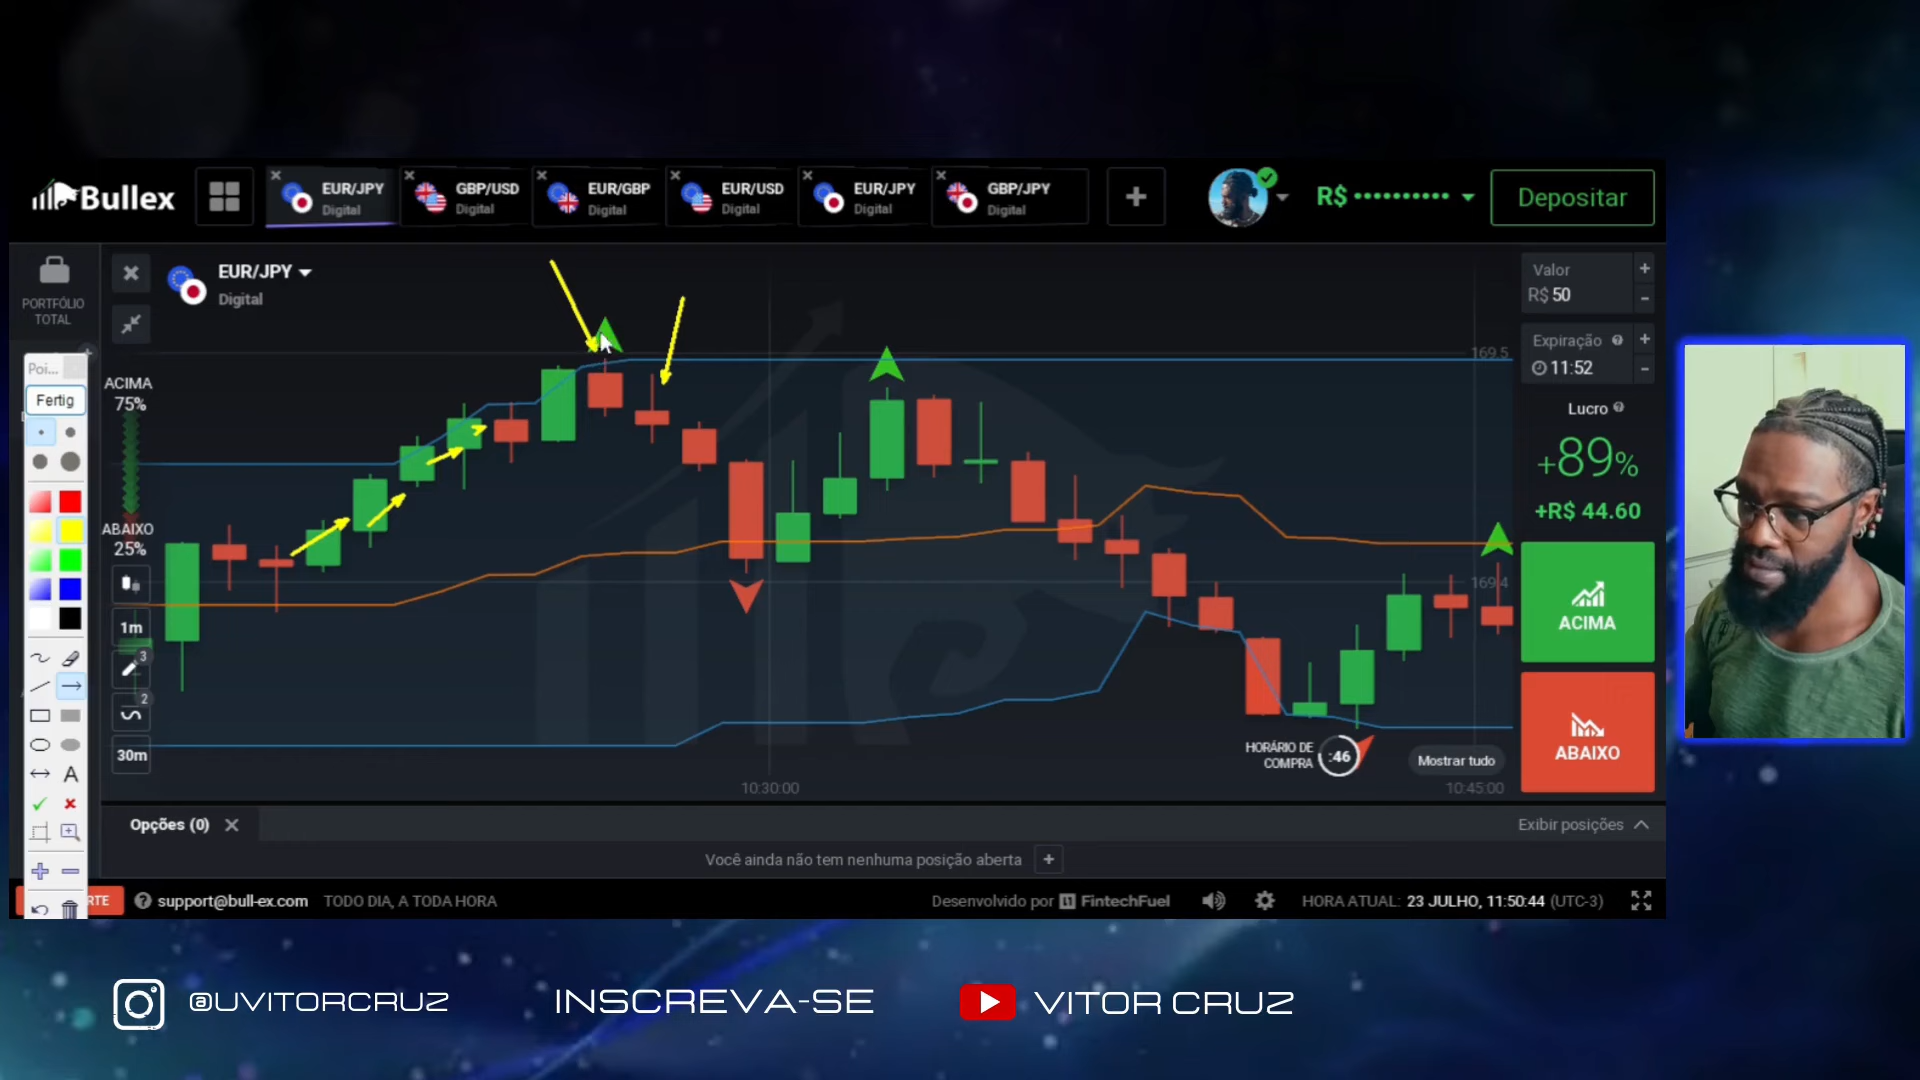 Bullex
EUR/JPY
Digital
GBP/USD
Digital
EUR/GBP
Digital
EUR/USD
Digital
EUR/JPY
Digital
GBP/JPY
Digital
+
R$ ••••••••••
Depositar
PORTFÓLIO
TOTAL
EUR/JPY
Digital
Valor
R$ 50
Expiração
11:52
Lucro
+89%
+R$ 44.60
ACIMA
ABAIXO
Poi...
Fertig
A
ACIMA
75%
ABAIXO
25%
1m
3
2
30m
169.5
169.4
HORÁRIO DE
COMPRA
:46
Mostrar tudo
10:30:00
10:45:00
Opções (0)
Exibir posições
Você ainda não tem nenhuma posição aberta +
RTE
support@bull-ex.com TODO DIA, A TODA HORA
Desenvolvido por FintechFuel
HORA ATUAL: 23 JULHO, 11:50:44 (UTC-3)
@UVITORCRUZ
INSCREVA-SE
VITOR CRUZ